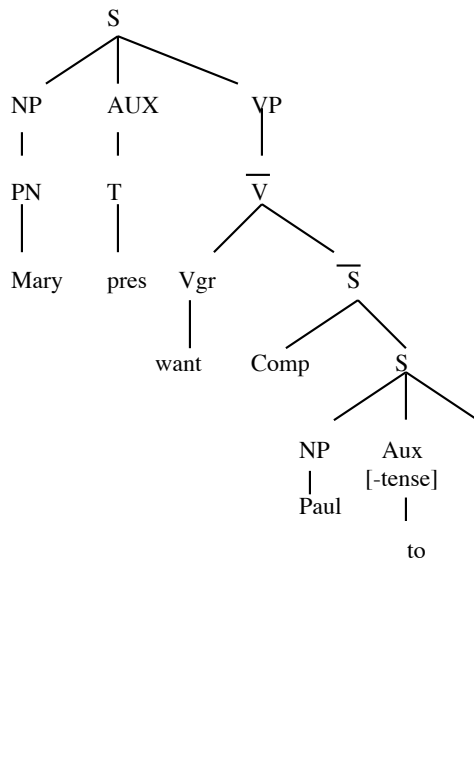 S
NP AUX VP
PN T V̅
Mary pres Vgr S̅
want Comp S
NP Aux
[-tense]
Paul
to